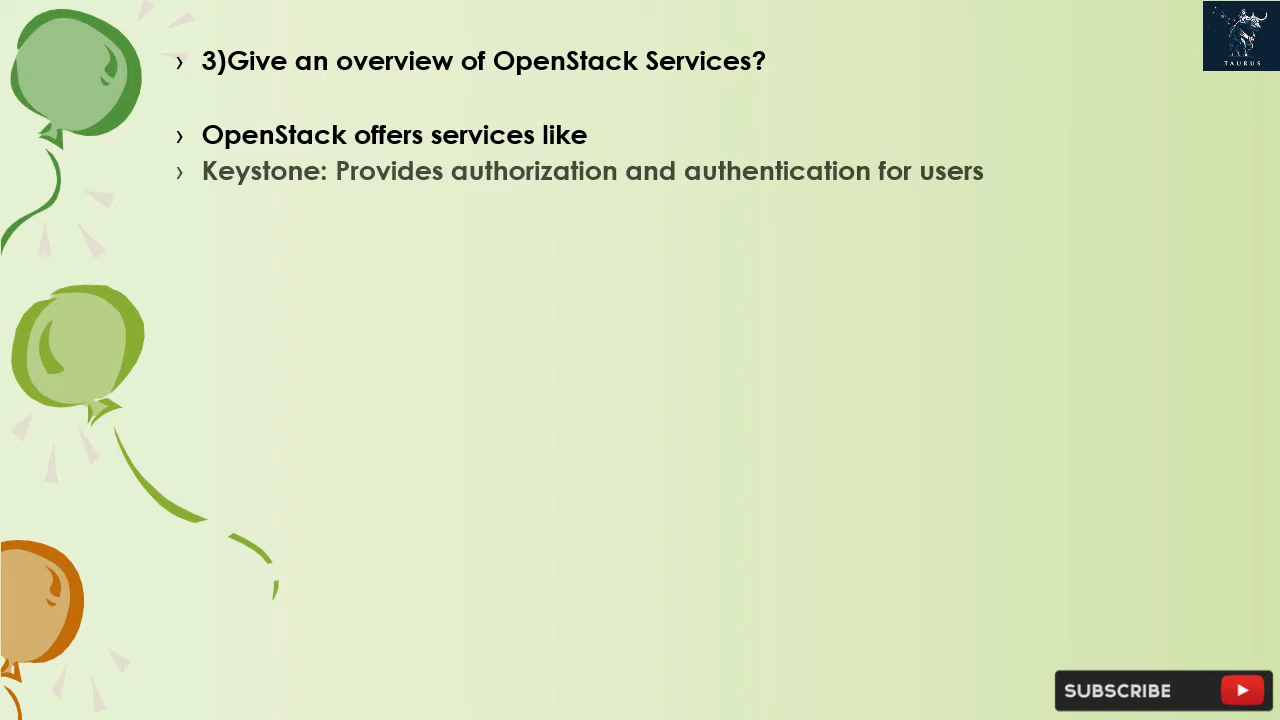 › 3)Give an overview of OpenStack Services?
› OpenStack offers services like
› Keystone: Provides authorization and authentication for users
TAURUS
SUBSCRIBE